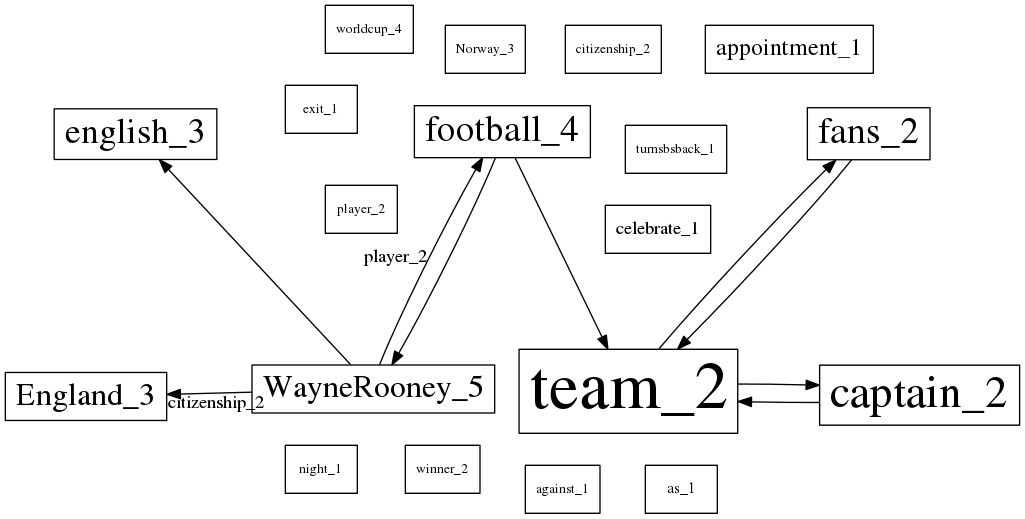 worldcup_4
Norway_3
citizenship_2
appointment_1
exit_1
english_3
football_4
fans_2
turnsbsback_1
player_2
celebrate_1
player_2
England_3
citizenship_2
WayneRooney_5
team_2
captain_2
night_1
winner_2
against_1
as_1